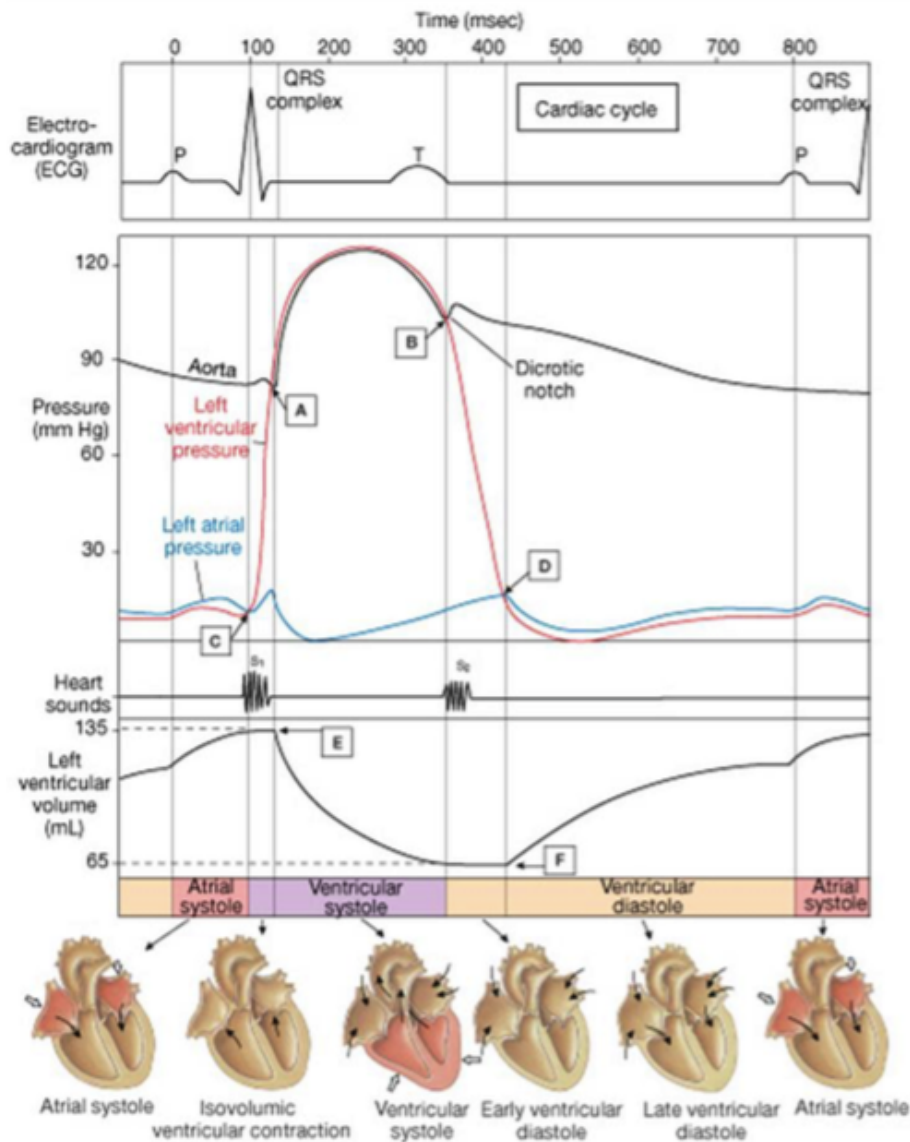 Time (msec)
0 100 200 300 400 500 600 700 800
QRS
complex
Cardiac cycle
QRS
complex
Electro-
cardiogram
(ECG)
P
T
P
120
90
60
30
Pressure
(mm Hg)
Aorta
Left
ventricular
pressure
Left atrial
pressure
A
B
Dicrotic
notch
C
D
Heart
sounds
S1
S2
135
Left
ventricular
volume
(mL)
65
E
F
Atrial
systole
Ventricular
systole
Ventricular
diastole
Atrial
systole
Atrial systole
Isovolumic
ventricular contraction
Ventricular
systole
Early ventricular
diastole
Late ventricular
diastole
Atrial systole